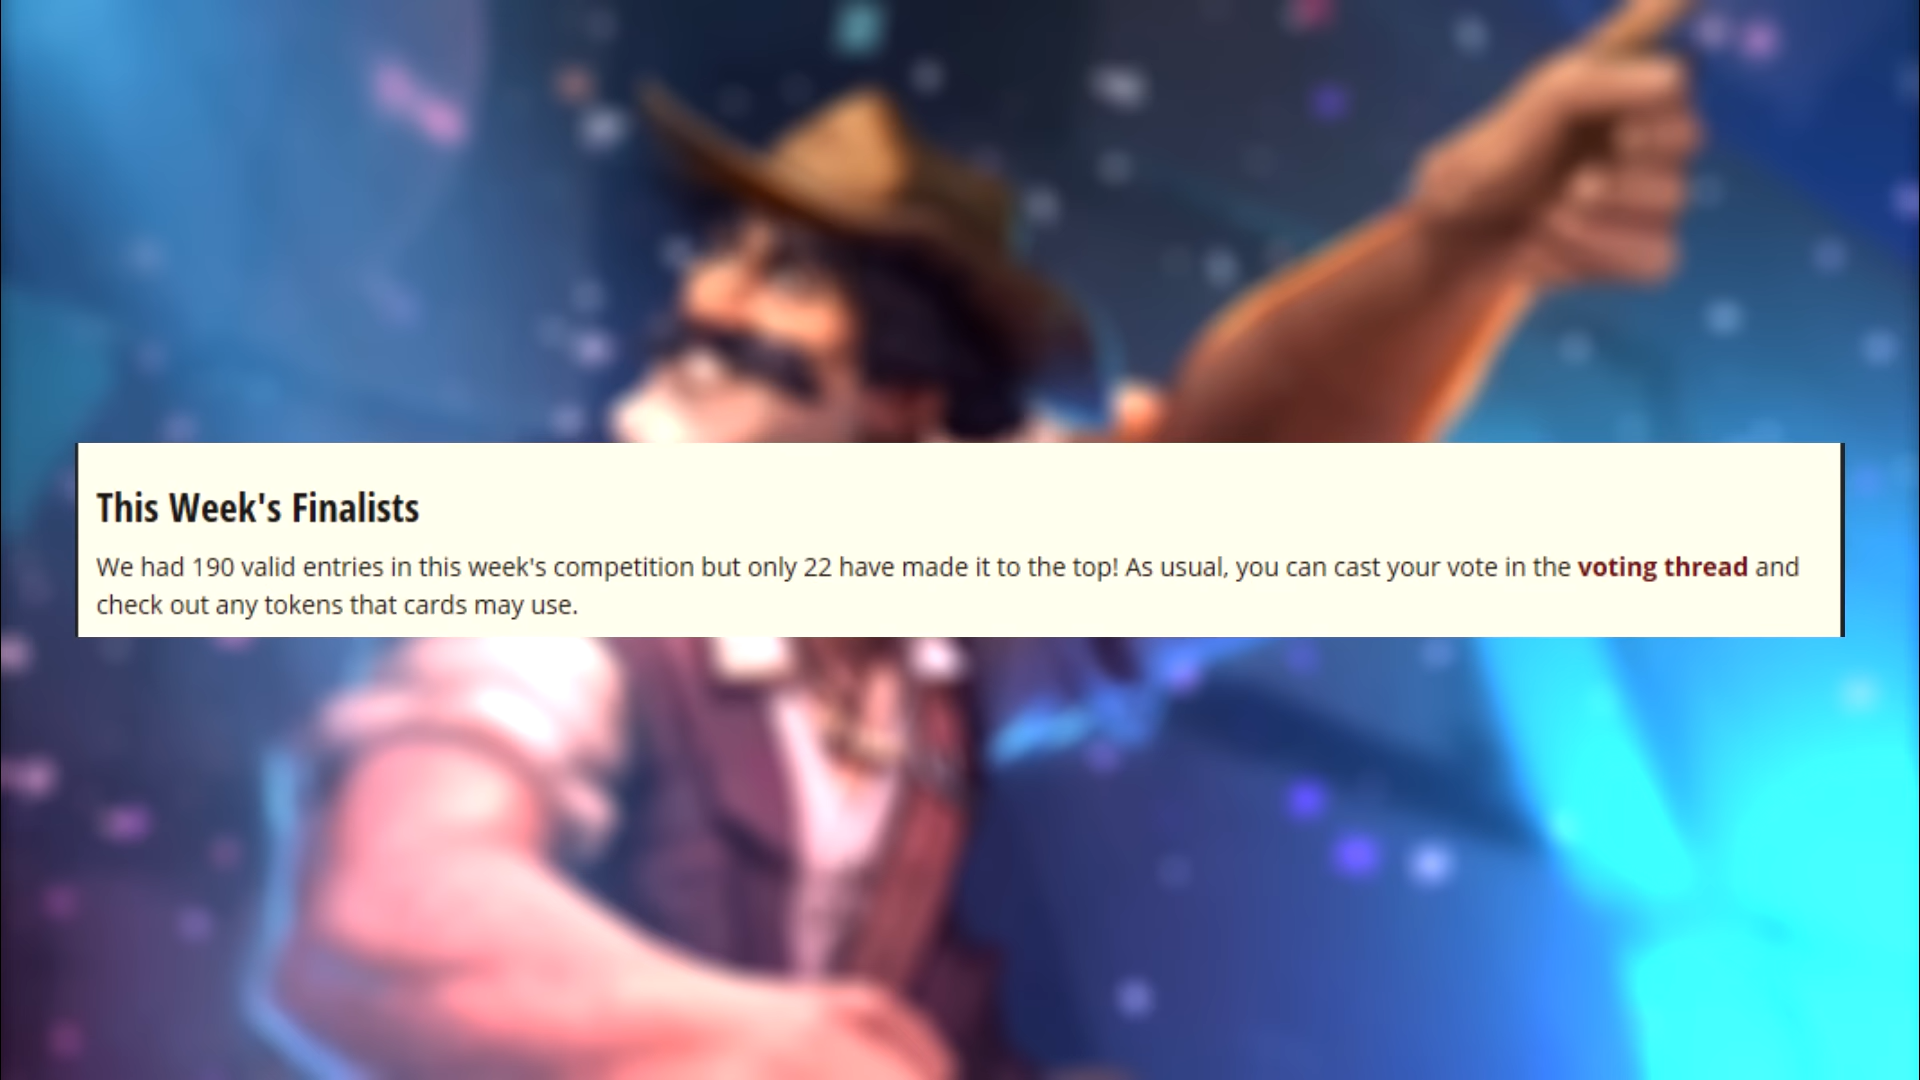 This Week's Finalists
We had 190 valid entries in this week's competition but only 22 have made it to the top! As usual, you can cast your vote in the voting thread and
check out any tokens that cards may use.